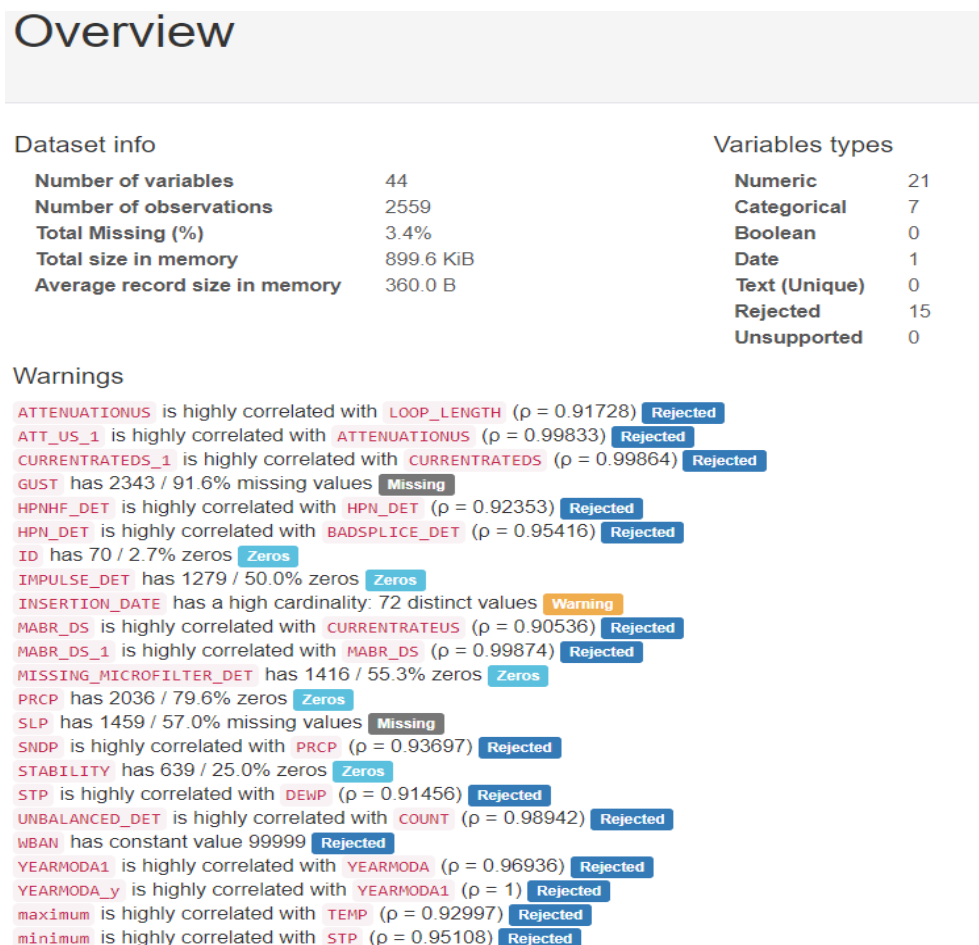 Overview
Dataset info
Number of variables 44
Number of observations 2559
Total Missing (%) 3.4%
Total size in memory 899.6 KiB
Average record size in memory 360.0 B
Variables types
Numeric 21
Categorical 7
Boolean 0
Date 1
Text (Unique) 0
Rejected 15
Unsupported 0
Warnings
ATTENUATIONUS is highly correlated with LOOP_LENGTH (ρ = 0.91728) Rejected
ATT_US_1 is highly correlated with ATTENUATIONUS (ρ = 0.99833) Rejected
CURRENTRATEDS_1 is highly correlated with CURRENTRATEDS (ρ = 0.99864) Rejected
GUST has 2343 / 91.6% missing values Missing
HPNHF_DET is highly correlated with HPN_DET (ρ = 0.92353) Rejected
HPN_DET is highly correlated with BADSPLICE_DET (ρ = 0.95416) Rejected
ID has 70 / 2.7% zeros Zeros
IMPULSE_DET has 1279 / 50.0% zeros Zeros
INSERTION_DATE has a high cardinality: 72 distinct values Warning
MABR_DS is highly correlated with CURRENTRATEUS (ρ = 0.90536) Rejected
MABR_DS_1 is highly correlated with MABR_DS (ρ = 0.99874) Rejected
MISSING_MICROFILTER_DET has 1416 / 55.3% zeros Zeros
PRCP has 2036 / 79.6% zeros Zeros
SLP has 1459 / 57.0% missing values Missing
SNDP is highly correlated with PRCP (ρ = 0.93697) Rejected
STABILITY has 639 / 25.0% zeros Zeros
STP is highly correlated with DEWP (ρ = 0.91456) Rejected
UNBALANCED_DET is highly correlated with COUNT (ρ = 0.98942) Rejected
WBAN has constant value 99999 Rejected
YEARMODA1 is highly correlated with YEARMODA (ρ = 0.96936) Rejected
YEARMODA_y is highly correlated with YEARMODA1 (ρ = 1) Rejected
maximum is highly correlated with TEMP (ρ = 0.92997) Rejected
minimum is highly correlated with STP (ρ = 0.95108) Rejected